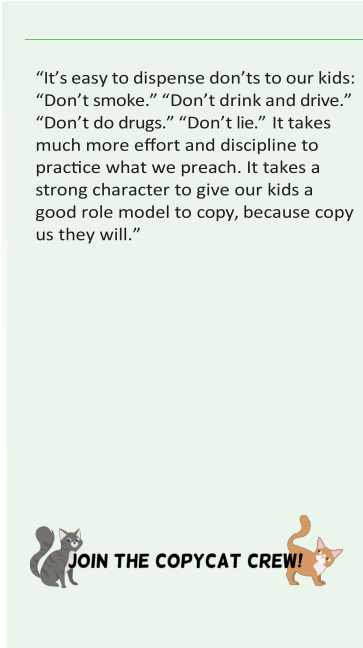 “It’s easy to dispense don’ts to our kids:
“Don’t smoke.” “Don’t drink and drive.”
“Don’t do drugs.” “Don’t lie.” It takes
much more effort and discipline to
practice what we preach. It takes a
strong character to give our kids a
good role model to copy, because copy
us they will.”
JOIN THE COPYCAT CREW!